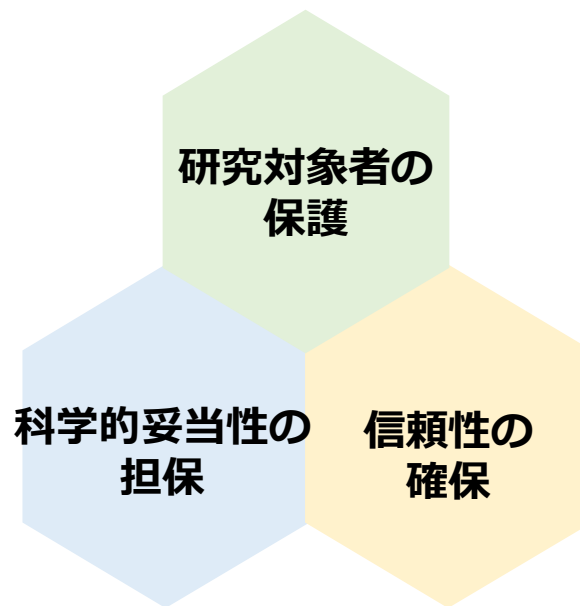 研究対象者の
保護
科学的妥当性の
担保
信頼性の
確保